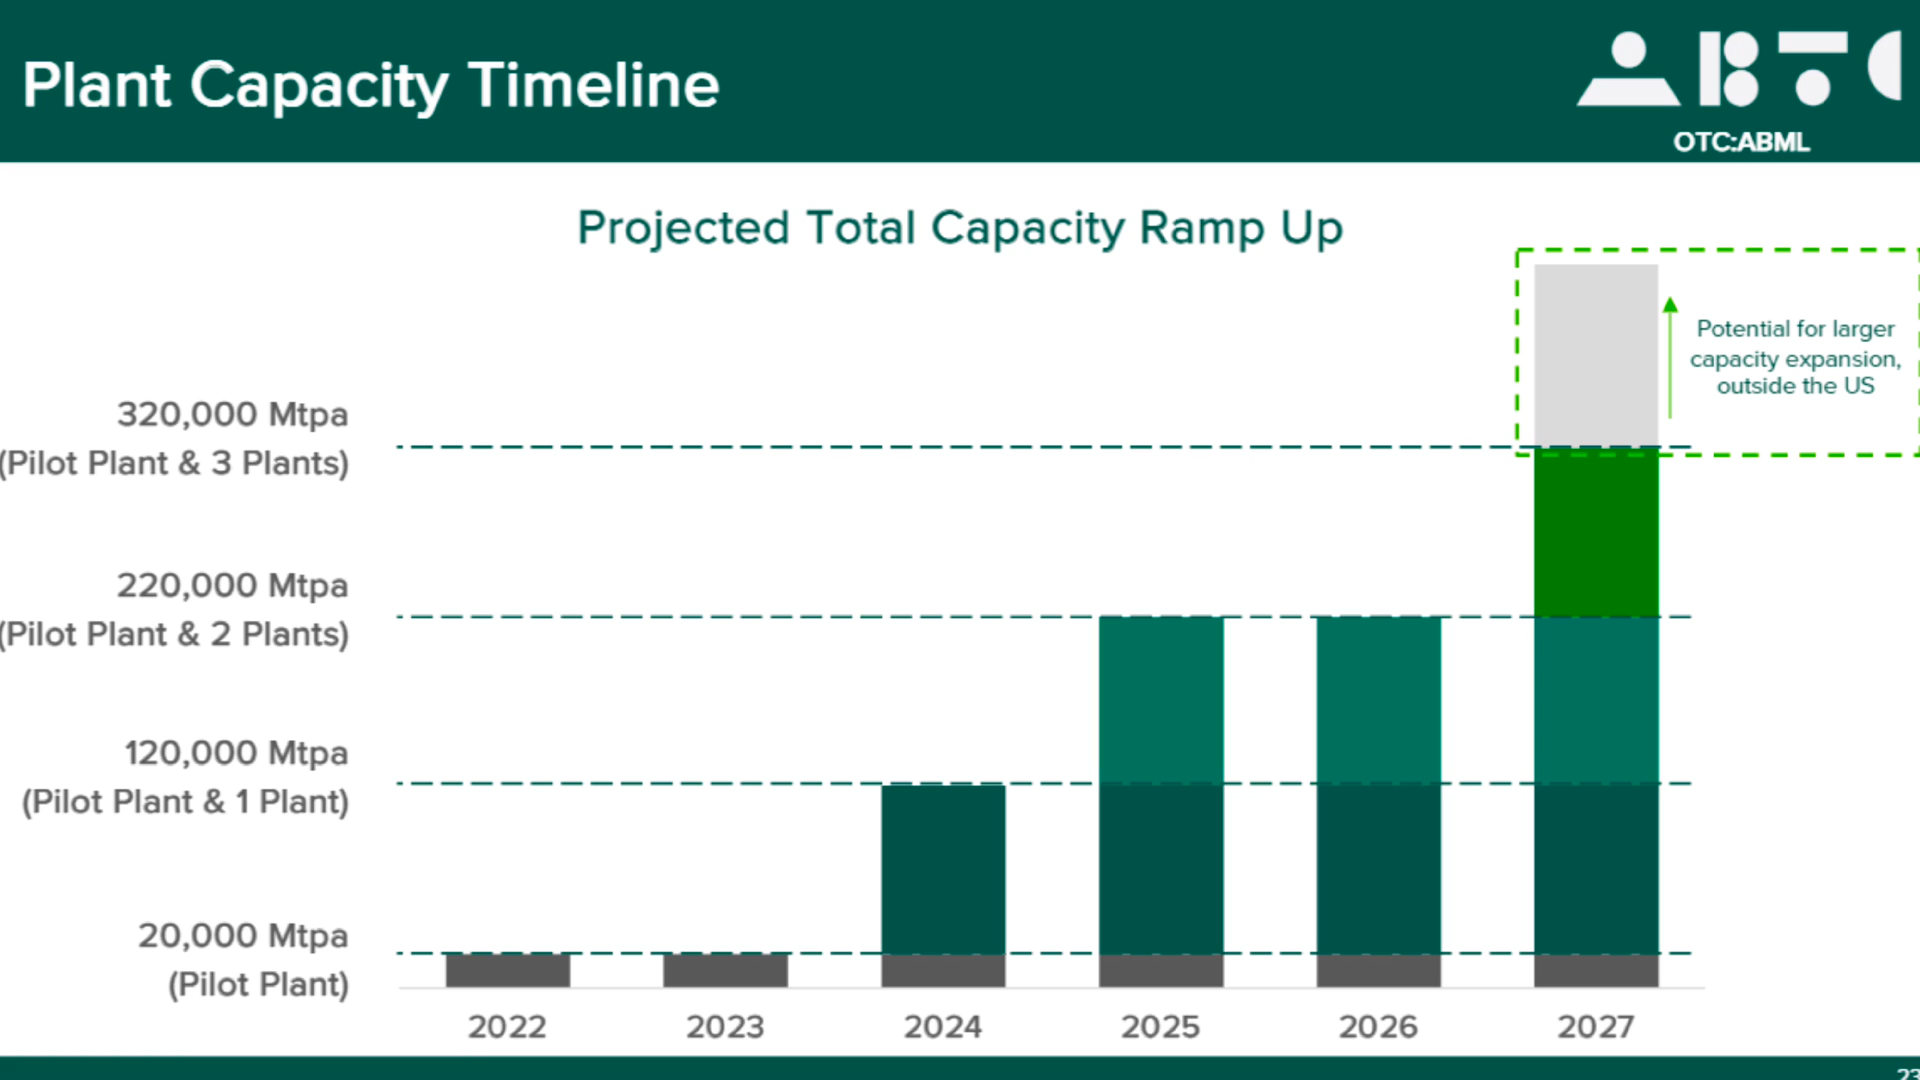 Plant Capacity Timeline
ABTC
OTC:ABML
Projected Total Capacity Ramp Up
Potential for larger
capacity expansion,
outside the US
320,000 Mtpa
(Pilot Plant & 3 Plants)
220,000 Mtpa
(Pilot Plant & 2 Plants)
120,000 Mtpa
(Pilot Plant & 1 Plant)
20,000 Mtpa
(Pilot Plant)
2022 2023 2024 2025 2026 2027
23